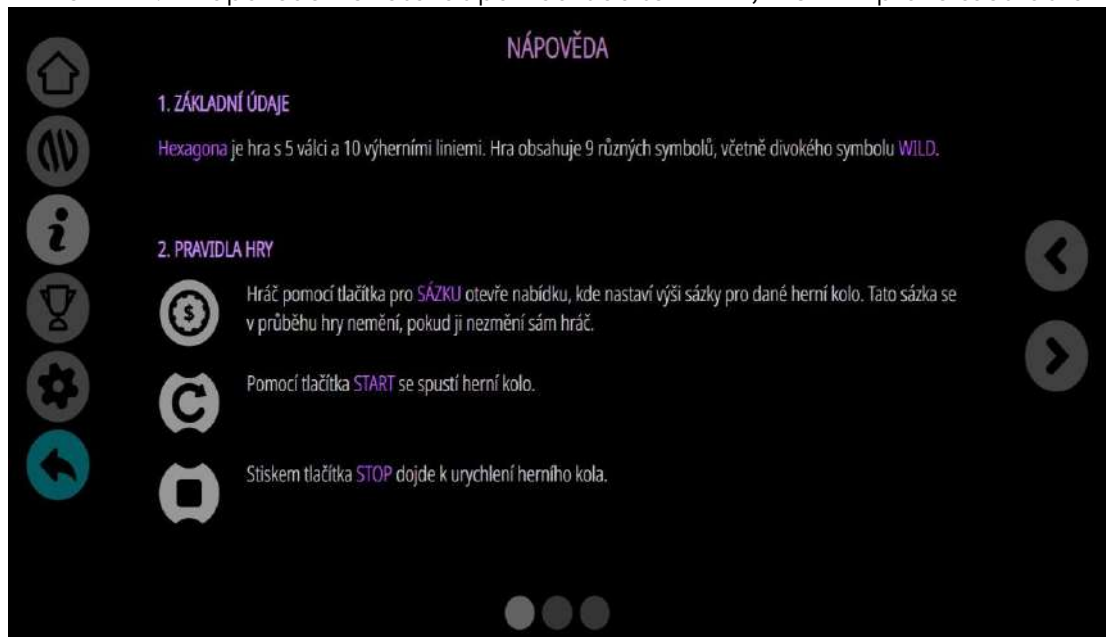 NÁPOVĚDA
1. ZÁKLADNÍ ÚDAJE
Hexagona je hra s 5 válci a 10 výherními liniemi. Hra obsahuje 9 různých symbolů, včetně divokého symbolu WILD.
2. PRAVIDLA HRY
Hráč pomocí tlačítka pro SÁZKU otevře nabídku, kde nastaví výši sázky pro dané herní kolo. Tato sázka se
v průběhu hry nemění, pokud ji nezmění sám hráč.
Pomocí tlačítka START se spustí herní kolo.
Stiskem tlačítka STOP dojde k urychlení herního kola.